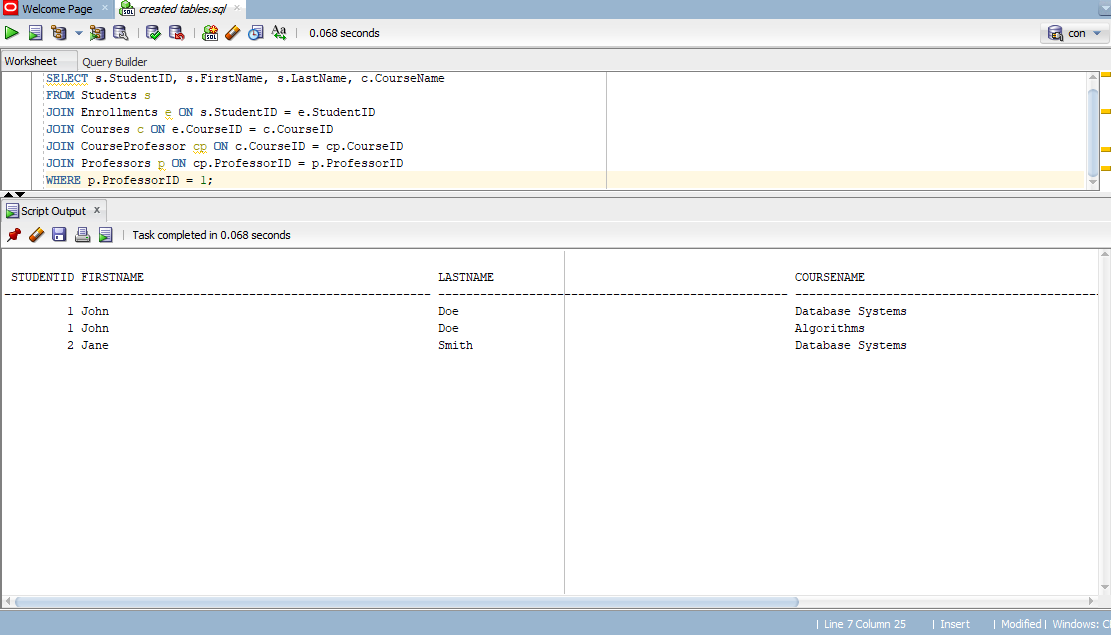 Welcome Page
created tables.sql
0.068 seconds
con
Worksheet
Query Builder
SELECT s.StudentID, s.FirstName, s.LastName, c.CourseName
FROM Students s
JOIN Enrollments e ON s.StudentID = e.StudentID
JOIN Courses c ON e.CourseID = c.CourseID
JOIN CourseProfessor cp ON c.CourseID = cp.CourseID
JOIN Professors p ON cp.ProfessorID = p.ProfessorID
WHERE p.ProfessorID = 1;
Script Output x
Task completed in 0.068 seconds
STUDENTID FIRSTNAME LASTNAME COURSENAME
1 John Doe Database Systems
1 John Doe Algorithms
2 Jane Smith Database Systems
| Line 7 Column 25 | Insert | Modified | Windows: